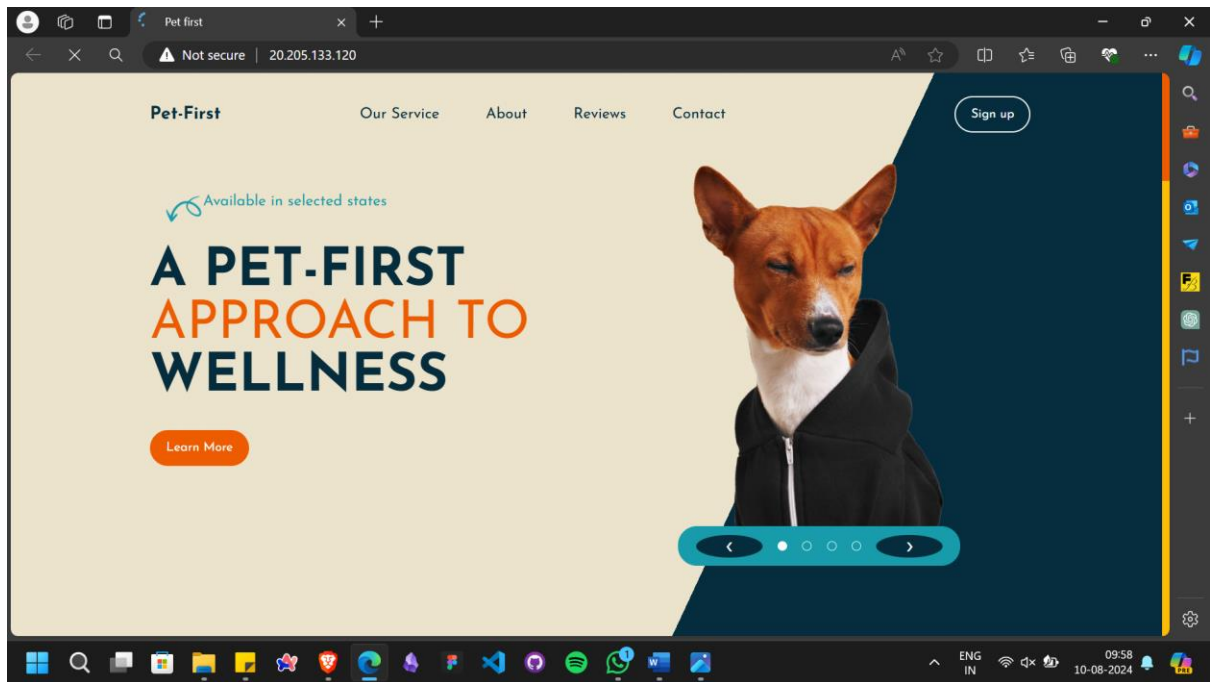 Pet first
Not secure | 20.205.133.120
Pet-First Our Service About Reviews Contact Sign up
Available in selected states
A PET-FIRST
APPROACH TO
WELLNESS
Learn More
ENG
IN
09:58
10-08-2024
PRE